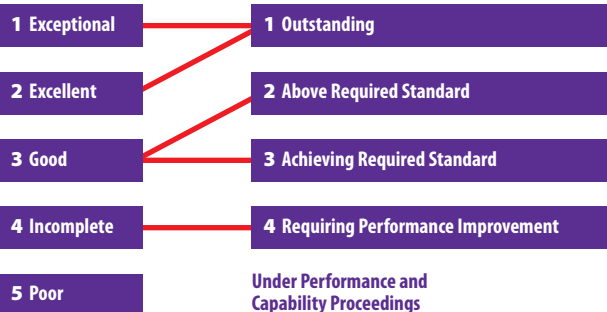 1 Exceptional
1 Outstanding
2 Excellent
2 Above Required Standard
3 Good
3 Achieving Required Standard
4 Incomplete
4 Requiring Performance Improvement
5 Poor
Under Performance and
Capability Proceedings